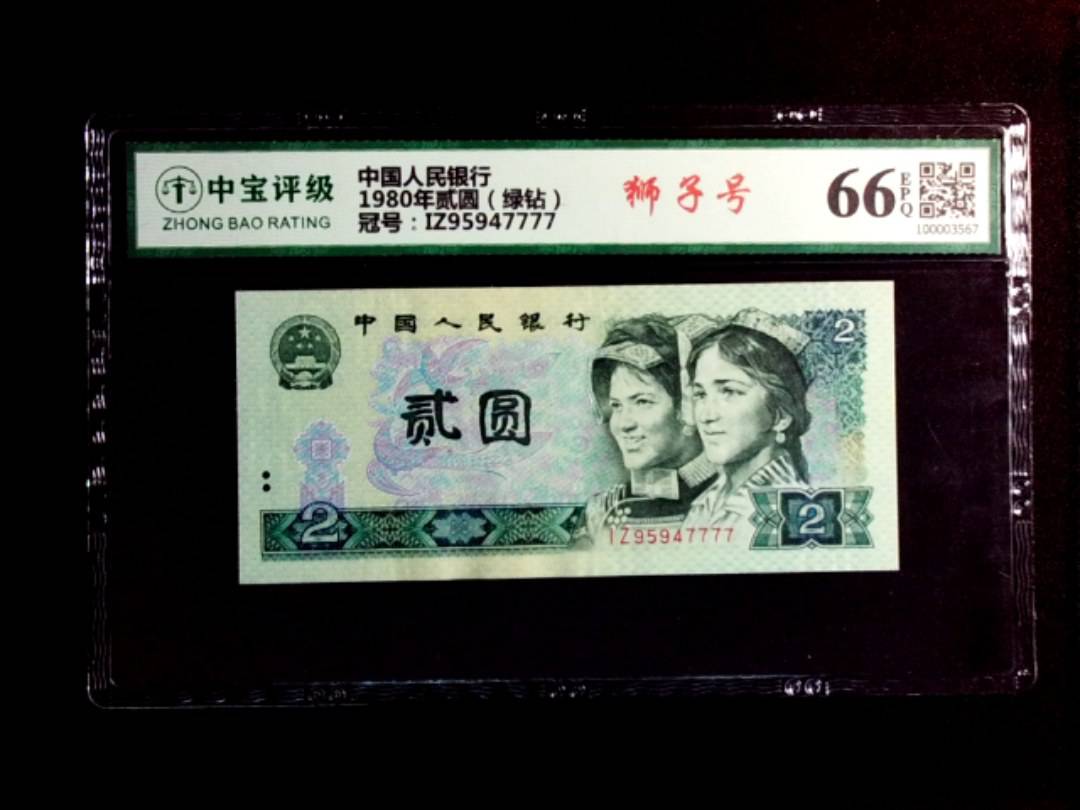 中宝评级
ZHONG BAO RATING
中国人民银行
1980年贰圆（绿钻）
冠号：IZ95947777
狮子号
66
EPQ
100003567
中国人民银行
2
贰圆
2
IZ95947777
2